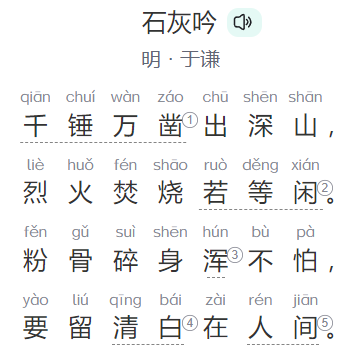 石灰吟
明·于谦
qiān chuí wàn záo chū shēn shān
千锤万凿①出深山，
liè huǒ fén shāo ruò děng xián
烈火焚烧若等闲②。
fěn gǔ suì shēn hún bù pà
粉骨碎身浑③不怕，
yào liú qīng bái zài rén jiān
要留清白④在人间⑤。